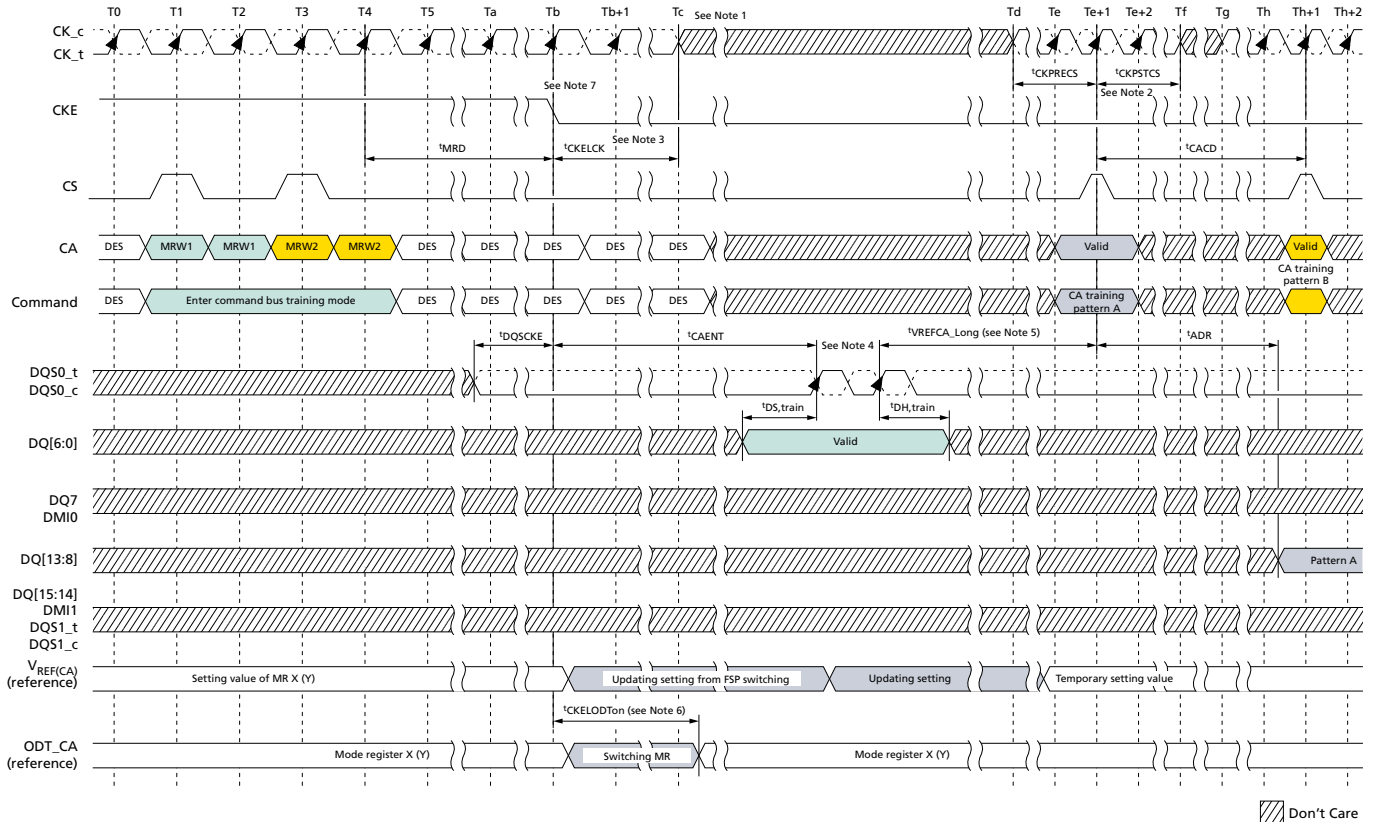 T0 T1 T2 T3 T4 T5 Ta Tb Tb+1 Tc Td Te Te+1 Te+2 Tf Tg Th Th+1 Th+2
See Note 1
CK_c
CK_t
tCKPRECS tCKPSTCS
See Note 7
See Note 2
CKE
See Note 3
tMRD tCKELCK tCACD
CS
CA DES MRW1 MRW1 MRW2 MRW2 DES DES DES DES DES Valid Valid
CA training
pattern B
Command DES Enter command bus training mode DES DES DES DES DES CA training
pattern A
tDQSCKE tCAENT See Note 4 tVREFCA_Long (see Note 5) tADR
DQS0_t
DQS0_c
tDS,train tDH,train
DQ[6:0] Valid
DQ7
DMI0
DQ[13:8] Pattern A
DQ[15:14]
DMI1
DQS1_t
DQS1_c
VREF(CA)
(reference) Setting value of MR X (Y) Updating setting from FSP switching Updating setting Temporary setting value
tCKELODTon (see Note 6)
ODT_CA
(reference) Mode register X (Y) Switching MR Mode register X (Y)
Don't Care